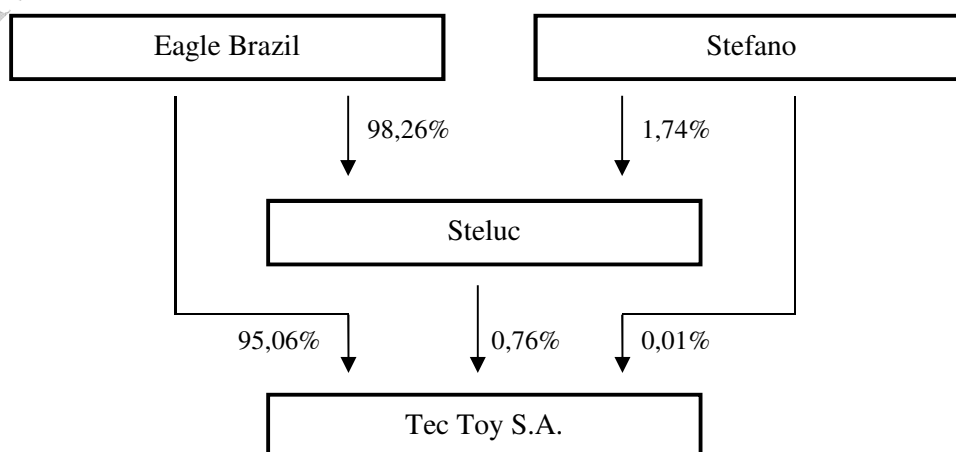 Eagle Brazil
Stefano
98,26%
1,74%
Steluc
95,06%
0,76%
0,01%
Tec Toy S.A.